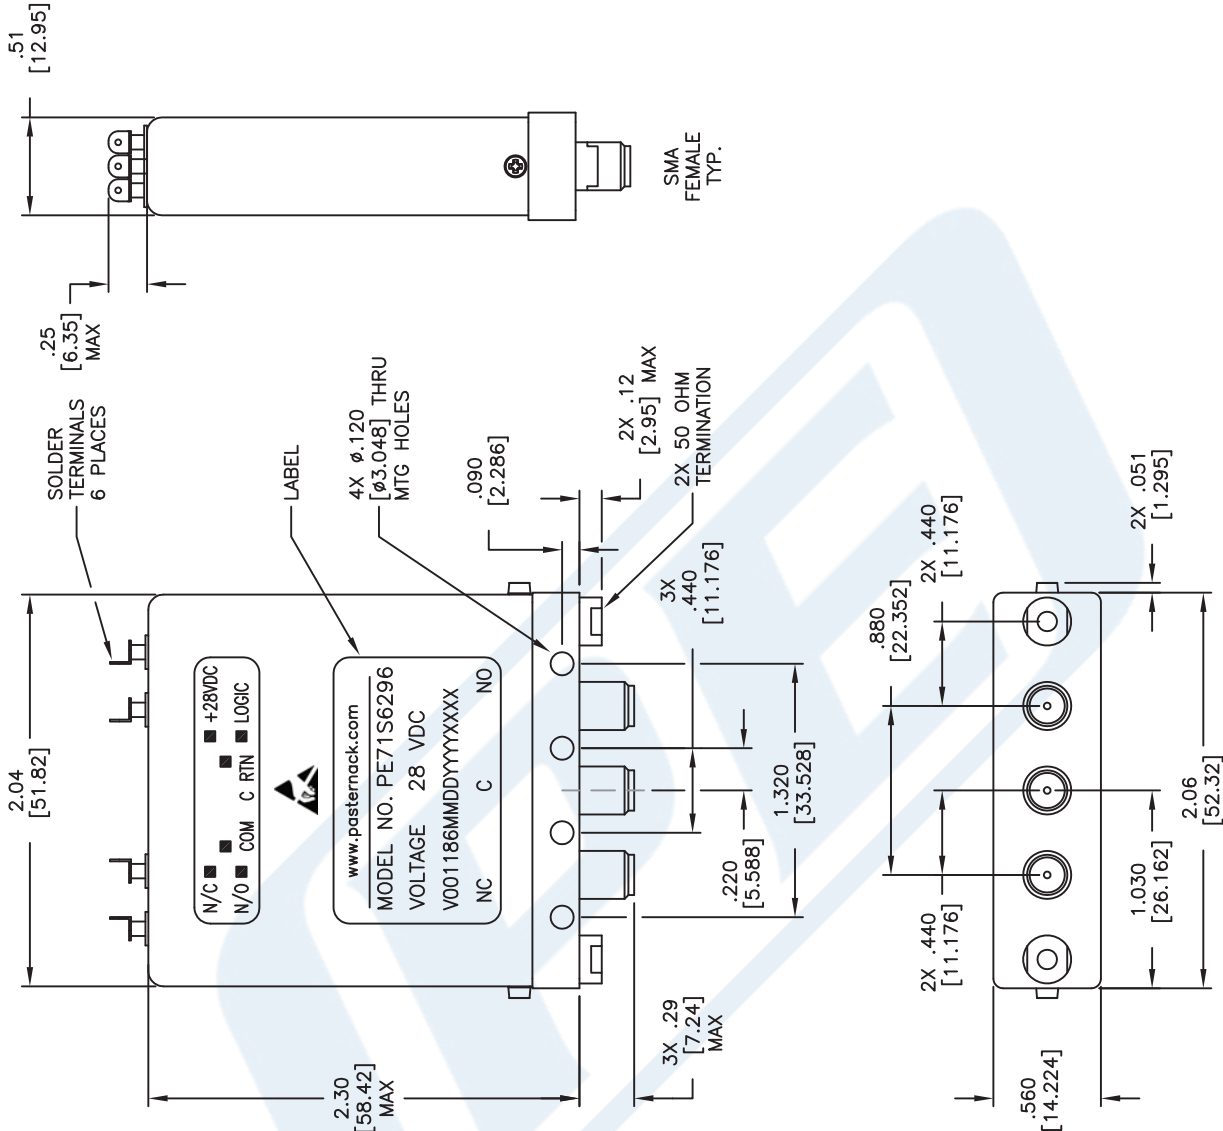 .51
[12.95]
SMA
FEMALE
TYP.
.25
[6.35]
MAX
SOLDER
TERMINALS
6 PLACES
LABEL
4X ø.120
[ø3.048] THRU
MTG HOLES
.090
[2.286]
2X .12
[2.95] MAX
2X 50 OHM
TERMINATION
3X
.440
[11.176]
2.04
[51.82]
N/C +28VDC
COM C RTN
N/O LOGIC
www.pasternack.com
MODEL NO. PE71S6296
VOLTAGE 28 VDC
V001186MMDDYYYYXXXX
NC C NO
.220
[5.588]
1.320
[33.528]
2.30
[58.42]
MAX
3X .29
[7.24]
MAX
2X .440
[11.176]
.880
[22.352]
2X .051
[1.295]
2X .440
[11.176]
1.030
[26.162]
2.06
[52.32]
.560
[14.224]